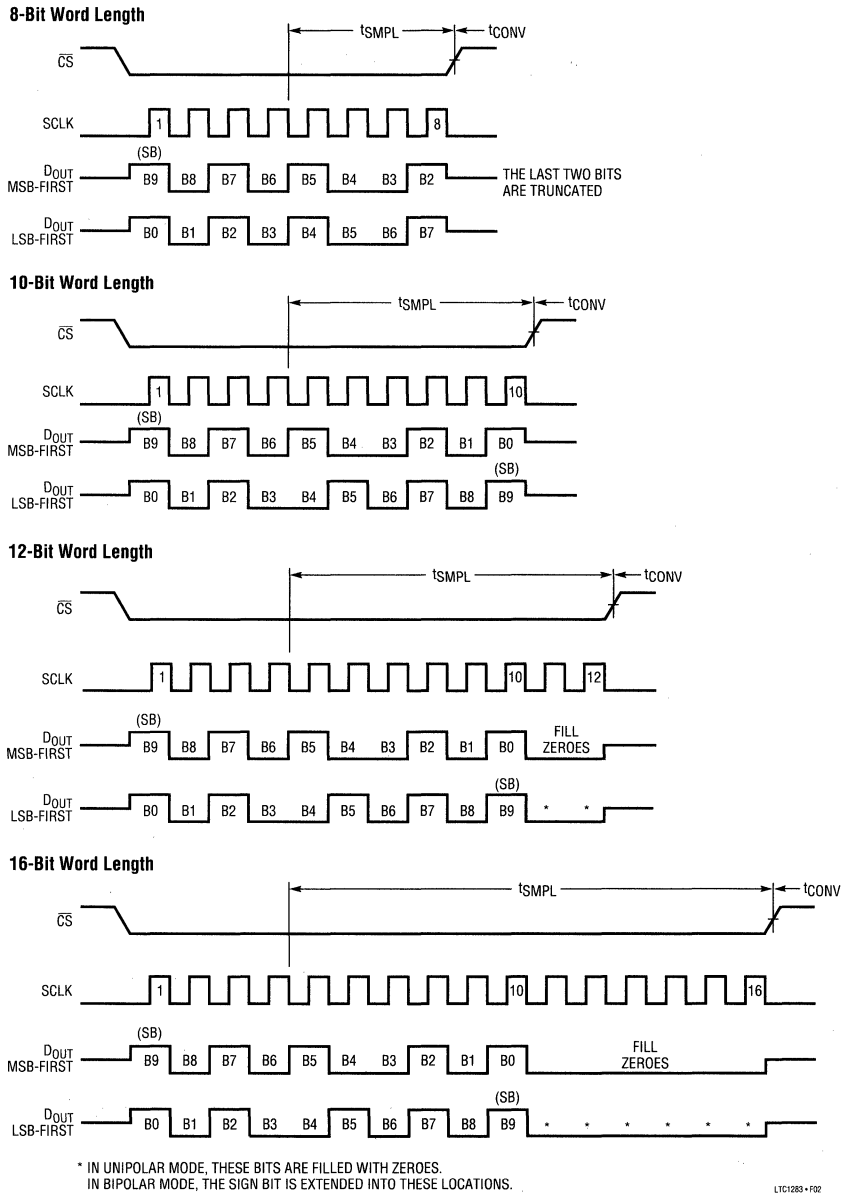 8-Bit Word Length
tSMPL tCONV
CS
SCLK 1 8
(SB)
DOUT
MSB-FIRST B9 B8 B7 B6 B5 B4 B3 B2 THE LAST TWO BITS
ARE TRUNCATED
DOUT
LSB-FIRST B0 B1 B2 B3 B4 B5 B6 B7
10-Bit Word Length
tSMPL tCONV
CS
SCLK 1 10
(SB)
DOUT
MSB-FIRST B9 B8 B7 B6 B5 B4 B3 B2 B1 B0
(SB)
DOUT
LSB-FIRST B0 B1 B2 B3 B4 B5 B6 B7 B8 B9
12-Bit Word Length
tSMPL tCONV
CS
SCLK 1 10 12
(SB)
DOUT
MSB-FIRST B9 B8 B7 B6 B5 B4 B3 B2 B1 B0 FILL
ZEROES
(SB)
DOUT
LSB-FIRST B0 B1 B2 B3 B4 B5 B6 B7 B8 B9 * *
16-Bit Word Length
tSMPL tCONV
CS
SCLK 1 10 16
(SB)
DOUT
MSB-FIRST B9 B8 B7 B6 B5 B4 B3 B2 B1 B0 FILL
ZEROES
(SB)
DOUT
LSB-FIRST B0 B1 B2 B3 B4 B5 B6 B7 B8 B9 * * * * * *
* IN UNIPOLAR MODE, THESE BITS ARE FILLED WITH ZEROES.
IN BIPOLAR MODE, THE SIGN BIT IS EXTENDED INTO THESE LOCATIONS.
LTC1283 • F02